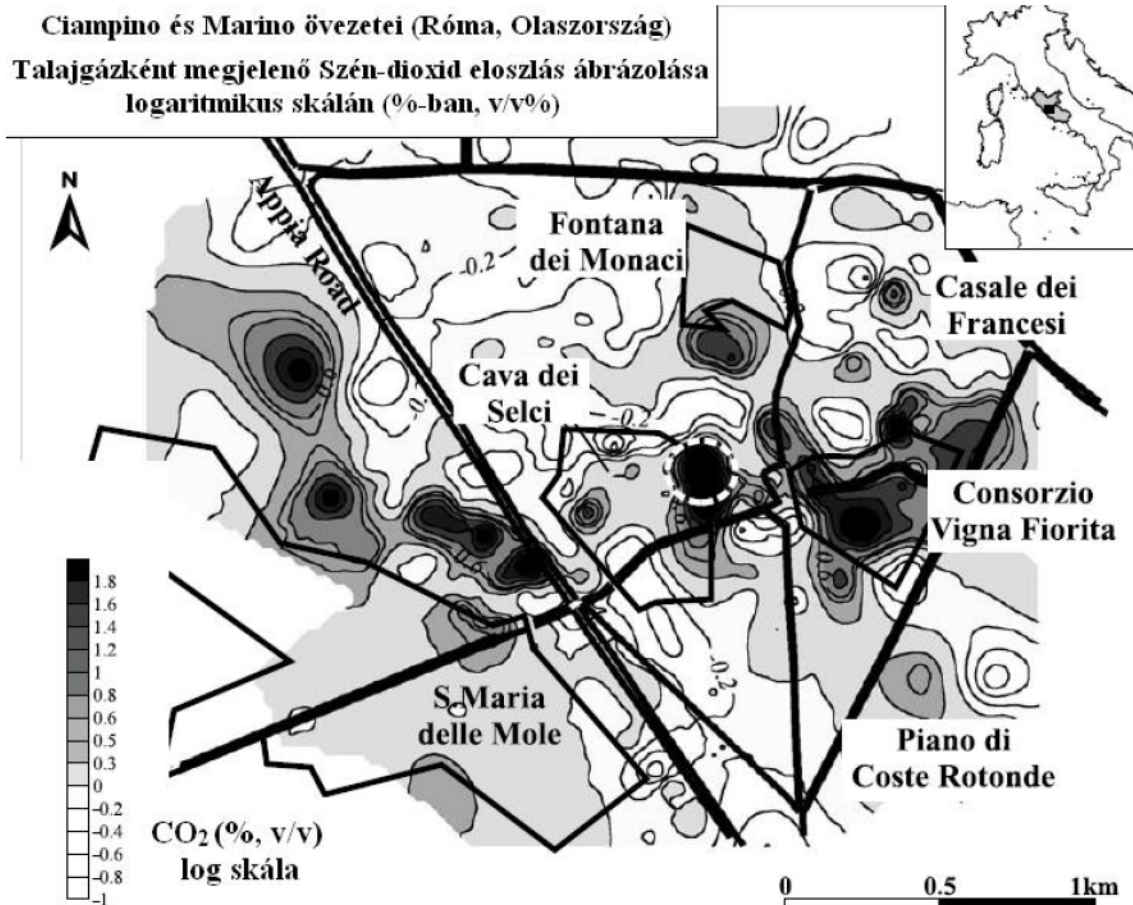 Ciampino és Marino övezetei (Róma, Olaszország)
Talajgázként megjelenő Szén-dioxid eloszlás ábrázolása
logaritmikus skálán (%-ban, v/v%)
N
Appia Road
Fontana
dei Monaci
-0.2
Casale dei
Francesi
Cava dei
Selci
-0.2
Consorzio
Vigna Fiorita
-0.2
S.Maria
delle Mole
Piano di
Coste Rotonde
1.8
1.6
1.4
1.2
1
0.8
0.6
0.5
0.3
0
-0.2
-0.4
-0.6
-0.8
-1
CO₂ (%, v/v)
log skála
0 0.5 1km